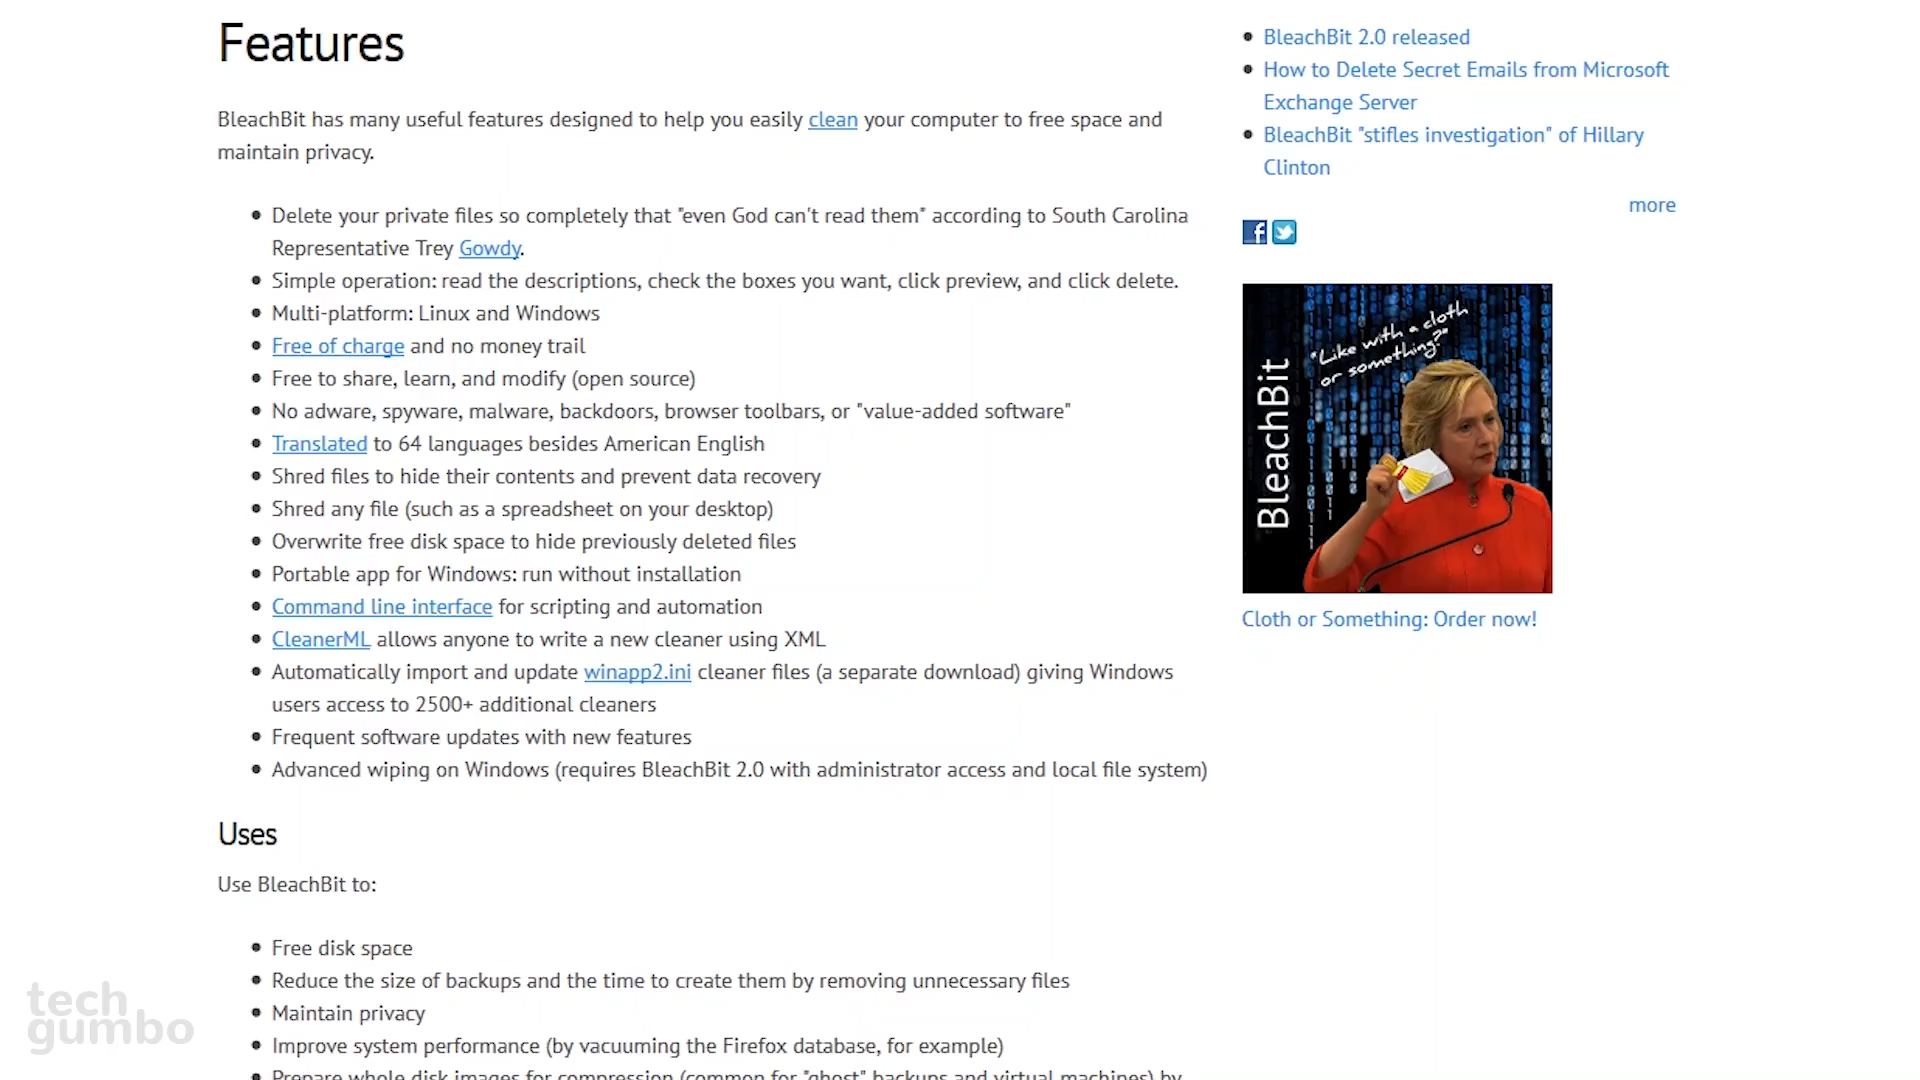 Features
BleachBit has many useful features designed to help you easily clean your computer to free space and
maintain privacy.
Delete your private files so completely that "even God can't read them" according to South Carolina
Representative Trey Gowdy.
Simple operation: read the descriptions, check the boxes you want, click preview, and click delete.
Multi-platform: Linux and Windows
Free of charge and no money trail
Free to share, learn, and modify (open source)
No adware, spyware, malware, backdoors, browser toolbars, or "value-added software"
Translated to 64 languages besides American English
Shred files to hide their contents and prevent data recovery
Shred any file (such as a spreadsheet on your desktop)
Overwrite free disk space to hide previously deleted files
Portable app for Windows: run without installation
Command line interface for scripting and automation
CleanerML allows anyone to write a new cleaner using XML
Automatically import and update winapp2.ini cleaner files (a separate download) giving Windows
users access to 2500+ additional cleaners
Frequent software updates with new features
Advanced wiping on Windows (requires BleachBit 2.0 with administrator access and local file system)
Uses
Use BleachBit to:
Free disk space
Reduce the size of backups and the time to create them by removing unnecessary files
Maintain privacy
Improve system performance (by vacuuming the Firefox database, for example)
Prepare whole disk images for compression (common for "ghost" backups and virtual machines) by
BleachBit 2.0 released
How to Delete Secret Emails from Microsoft
Exchange Server
BleachBit "stifles investigation" of Hillary
Clinton
more
"Like with a cloth
or something?"
BleachBit
Cloth or Something: Order now!
tech
gumbo